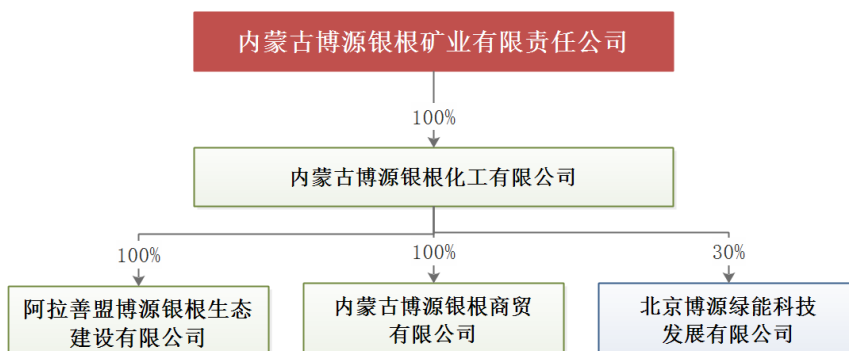 内蒙古博源银根矿业有限责任公司
100%
内蒙古博源银根化工有限公司
100%
100%
30%
阿拉善盟博源银根生态
建设有限公司
内蒙古博源银根商贸
有限公司
北京博源绿能科技
发展有限公司